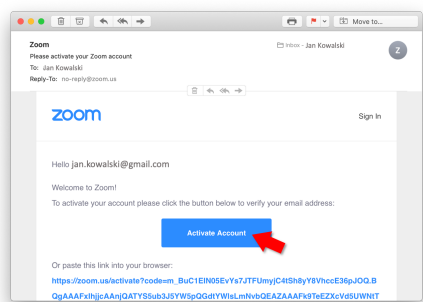 Move to...
Zoom
Inbox - Jan Kowalski
Z
Please activate your Zoom account
To: Jan Kowalski
Reply-To: no-reply@zoom.us
zoom
Sign In
Hello jan.kowalski@gmail.com
Welcome to Zoom!
To activate your account please click the button below to verify your email address:
Activate Account
Or paste this link into your browser:
https://zoom.us/activate?code=m_BuC1EIN05EvYs7JTFUmyjC4tSh8yY8VhccE36pJOQ.B
QgAAAFxIhjjcAAnjQATYS5ub3J5YW5pQGdtYWlsLmNvbQEAZAAAFk9TeEZXcVd5UWNtT